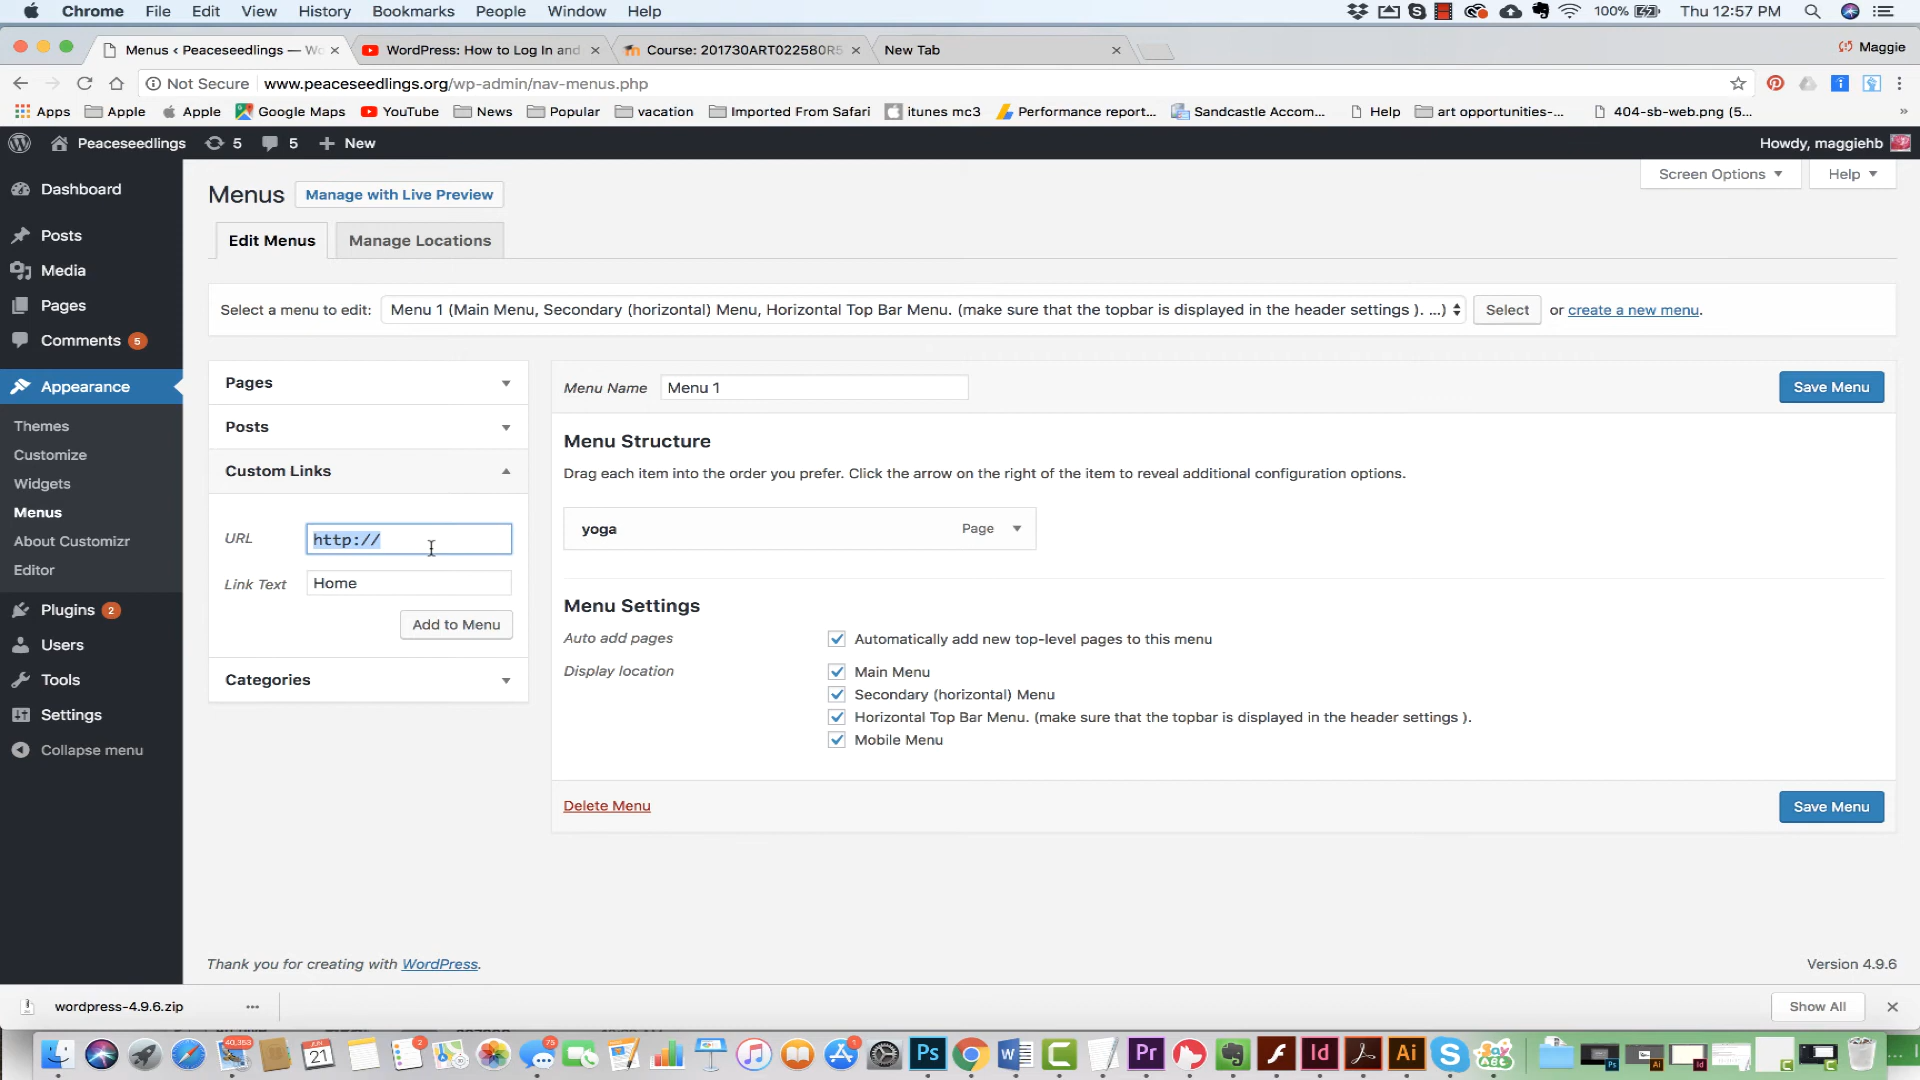 Chrome File Edit View History Bookmarks People Window Help 100% Thu 12:57 PM
Menus ‹ Peaceseedlings — Wo WordPress: How to Log In and Course: 201730ART022580R5 New Tab Maggie
Not Secure www.peaceseedlings.org/wp-admin/nav-menus.php
Apps Apple Apple Google Maps YouTube News Popular vacation Imported From Safari itunes mc3 Performance report... Sandcastle Accom... Help art opportunities-... 404-sb-web.png (5... »
Peaceseedlings 5 5 + New Howdy, maggiehb
Dashboard
Posts
Media
Pages
Comments 5
Appearance
Themes
Customize
Widgets
Menus
About Customizr
Editor
Plugins 2
Users
Tools
Settings
Collapse menu
Screen Options Help
Menus Manage with Live Preview
Edit Menus Manage Locations
Select a menu to edit: Menu 1 (Main Menu, Secondary (horizontal) Menu, Horizontal Top Bar Menu. (make sure that the topbar is displayed in the header settings ). ...) Select or create a new menu.
Pages
Posts
Custom Links
URL http://
Link Text Home
Add to Menu
Categories
Menu Name Menu 1 Save Menu
Menu Structure
Drag each item into the order you prefer. Click the arrow on the right of the item to reveal additional configuration options.
yoga Page
Menu Settings
Auto add pages Automatically add new top-level pages to this menu
Display location Main Menu
Secondary (horizontal) Menu
Horizontal Top Bar Menu. (make sure that the topbar is displayed in the header settings ).
Mobile Menu
Delete Menu Save Menu
Thank you for creating with WordPress. Version 4.9.6
wordpress-4.9.6.zip Show All
40,353 JUN 21 2 75 1 Ps W C Pr Id Ai S